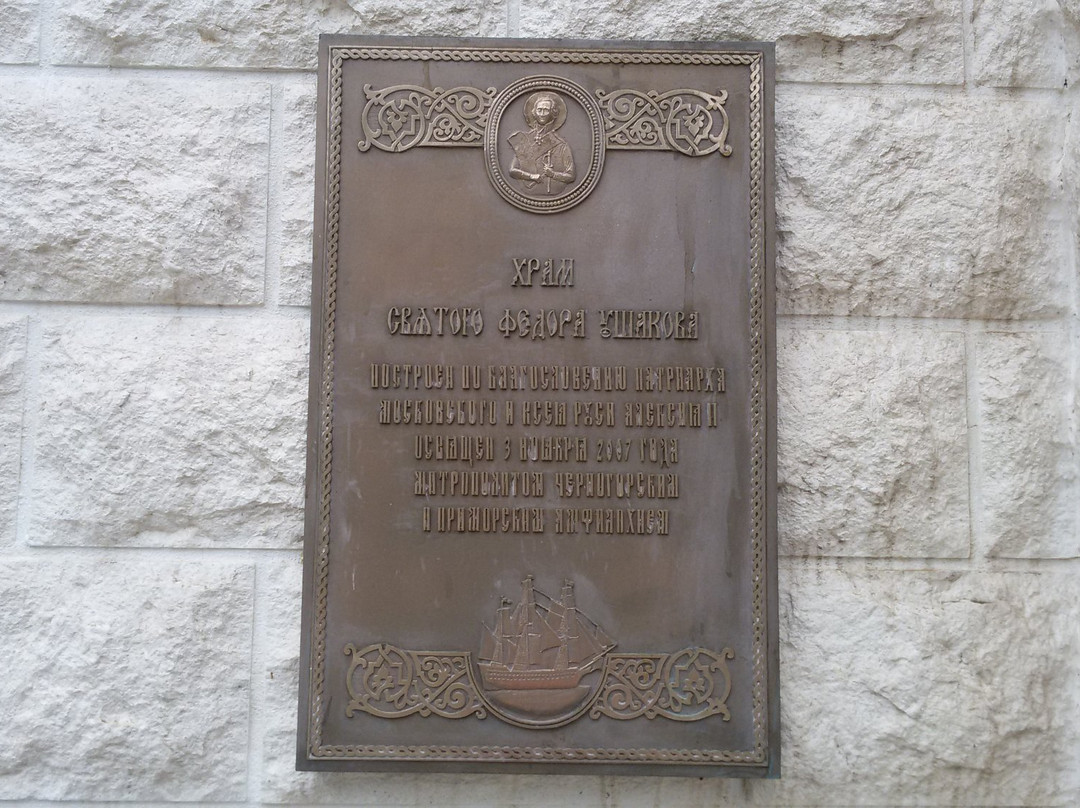 ХРАМ
СВЯТОГО ФЕДОРА УШАКОВА
ПОСТРОЕН ПО БЛАГОСЛОВЕНИЮ ПАТРИАРХА
МОСКОВСКОГО И ВСЕЯ РУСИ АЛЕКСИЯ II
ОСВЯЩЕН 3 НОЯБРЯ 2007 ГОДА
МИТРОПОЛИТОМ ЧЕРНОГОРСКИМ
И ПРИМОРСКИМ АМФИЛОХИЕМ